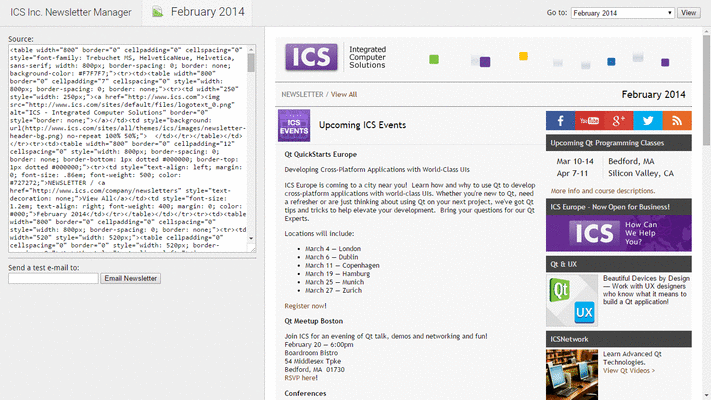 ICS Inc. Newsletter Manager
February 2014
Go to:
February 2014
View
Source:
<table width="800" border="0" cellpadding="0" cellspacing="0"
style="font-family: Trebuchet MS, HelveticaNeue, Helvetica,
sans-serif; width: 800px; border-spacing: 0; border: none;
background-color: #F7F7F7;"><tr><td><table width="800"
border="0" cellpadding="7" cellspacing="0" style="width:
800px; border-spacing: 0; border: none;"><tr><td width="250"
style="width: 250px;"><a href="http://www.ics.com"><img
src="http://www.ics.com/sites/default/files/logotext_0.png"
alt="ICS - Integrated Computer Solutions" border="0"
style="border: none;"></a></td><td style="background:
url(http://www.ics.com/sites/all/themes/ics/images/newsletter-
header-bg.png) no-repeat 100% 50%;"> </td></tr></table></td>
</tr><tr><td><table width="800" border="0" cellpadding="12"
cellspacing="0" style="width: 800px; border-spacing: 0;
border: none; border-bottom: 1px dotted #000000; border-top:
1px dotted #000000;"><tr><td style="text-align: left; margin:
0; font-size: .86em; font-weight: 500; color:
#727272;">NEWSLETTER / <a
href="http://www.ics.com/company/newsletters" style="text-
decoration: none;">View All</a></td><td style="font-size:
1.2em; text-align: right; font-weight: 400; margin: 0; color:
#000;">February 2014</td></tr></table></td></tr><tr><td><table
width="800" border="0" cellpadding="0" cellspacing="0"
style="width: 800px; border-spacing: 0; border: none;"><tr><td
width="520" style="width: 520px;"><table cellpadding="0"
cellspacing="0" border="0" style="width: 520px; border-
Send a test e-mail to:
Email Newsletter
ICS
Integrated
Computer
Solutions
NEWSLETTER / View All
February 2014
ICS
EVENTS
Upcoming ICS Events
Qt QuickStarts Europe
Developing Cross-Platform Applications with World-Class UIs
ICS Europe is coming to a city near you! Learn how and why to use Qt to develop
cross-platform applications with world-class UIs. Whether you're new to Qt, need
a refresher or are just thinking about using Qt on your next project, we've got Qt
tips and tricks to help elevate your development. Bring your questions for our Qt
Experts.
Locations will include:
• March 4 — London
• March 6 — Dublin
• March 11 — Copenhagen
• March 19 — Hamburg
• March 25 — Munich
• March 27 — Zurich
Register now!
Qt Meetup Boston
Join ICS for an evening of Qt talk, demos and networking and fun!
February 20 — 6:00pm
Boardroom Bistro
54 Middlesex Tpke
Bedford, MA 01730
RSVP here!
Conferences
You Tube
Upcoming Qt Programming Classes
Mar 10-14 Bedford, MA
Apr 7-11 Silicon Valley, CA
More info and course descriptions.
ICS Europe - Now Open for Business!
ICS
How Can
We Help
You?
Qt & UX
Qt
UX
Beautiful Devices by Design
— Work with UX designers
who know what it means to
build a Qt application!
ICSNetwork
Learn Advanced Qt
Technologies.
View Qt Videos >